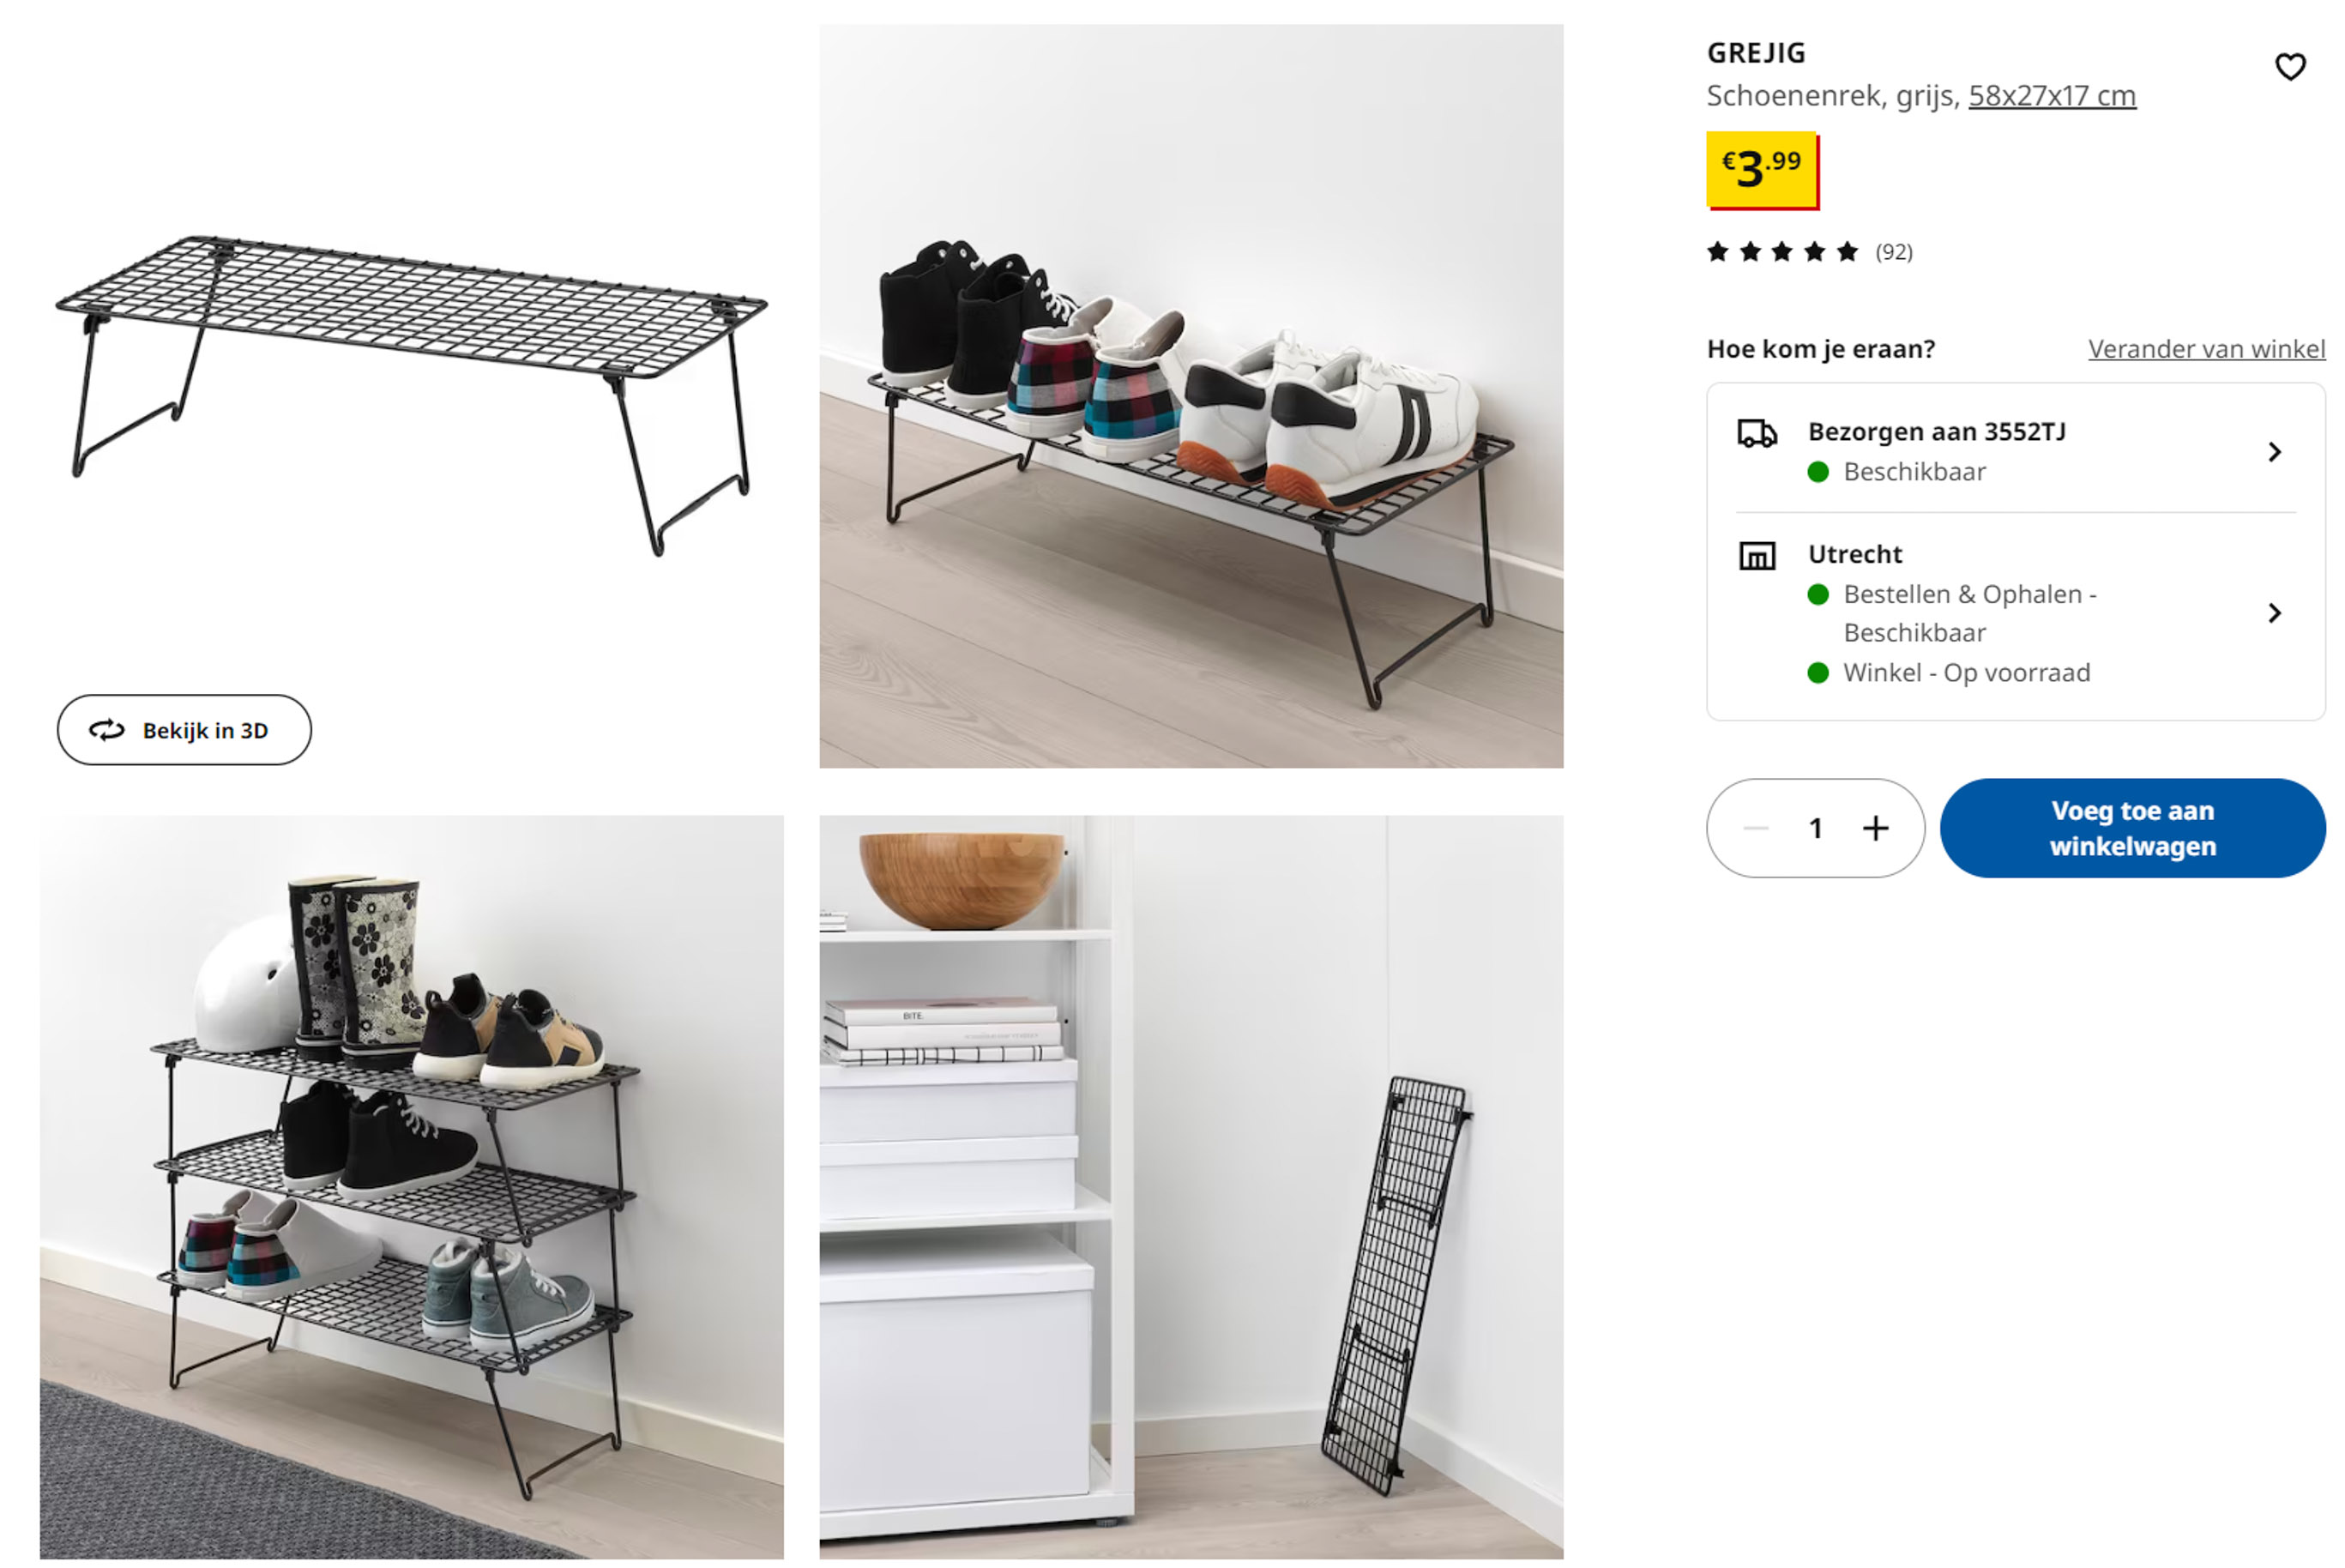 GREJIG
Schoenenrek, grijs, 58x27x17 cm
€3.99
(92)
Hoe kom je eraan?
Verander van winkel
Bezorgen aan 3552TJ
Beschikbaar
Utrecht
Bestellen & Ophalen -
Beschikbaar
Winkel - Op voorraad
1
Voeg toe aan
winkelwagen
Bekijk in 3D
BITE